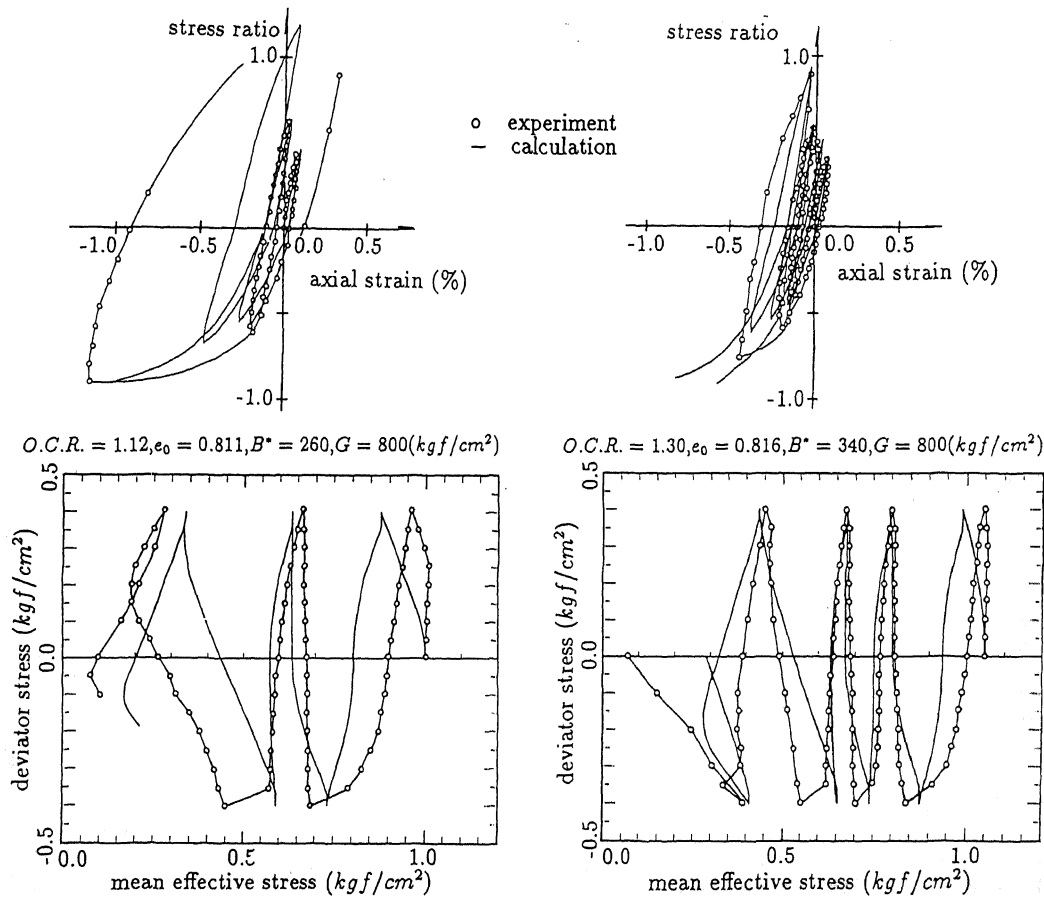 stress ratio
1.0
-1.0
-0.5
0.0
0.5
axial strain (%)
-1.0
o experiment
— calculation
stress ratio
1.0
-1.0
-0.5
0.0
0.5
axial strain (%)
-1.0
O.C.R. = 1.12,e₀ = 0.811,B* = 260,G = 800(kgf/cm²)
0.5
0.0
-0.5
deviator stress (kgf/cm²)
0.0
0.5
1.0
mean effective stress (kgf/cm²)
O.C.R. = 1.30,e₀ = 0.816,B* = 340,G = 800(kgf/cm²)
0.5
0.0
-0.5
deviator stress (kgf/cm²)
0.0
0.5
1.0
mean effective stress (kgf/cm²)